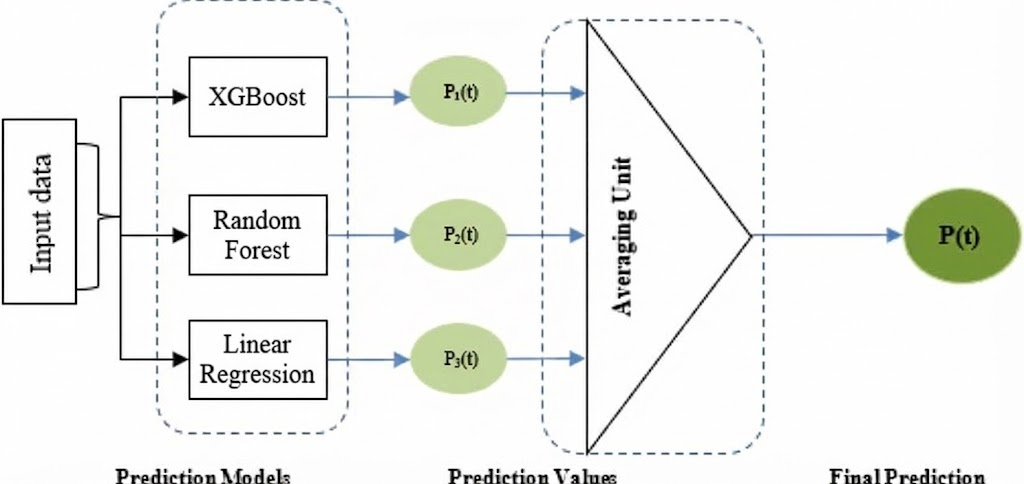 Input data
XGBoost
Random
Forest
Linear
Regression
P₁(t)
P₂(t)
P₃(t)
Averaging Unit
P(t)
Prediction Models
Prediction Values
Final Prediction